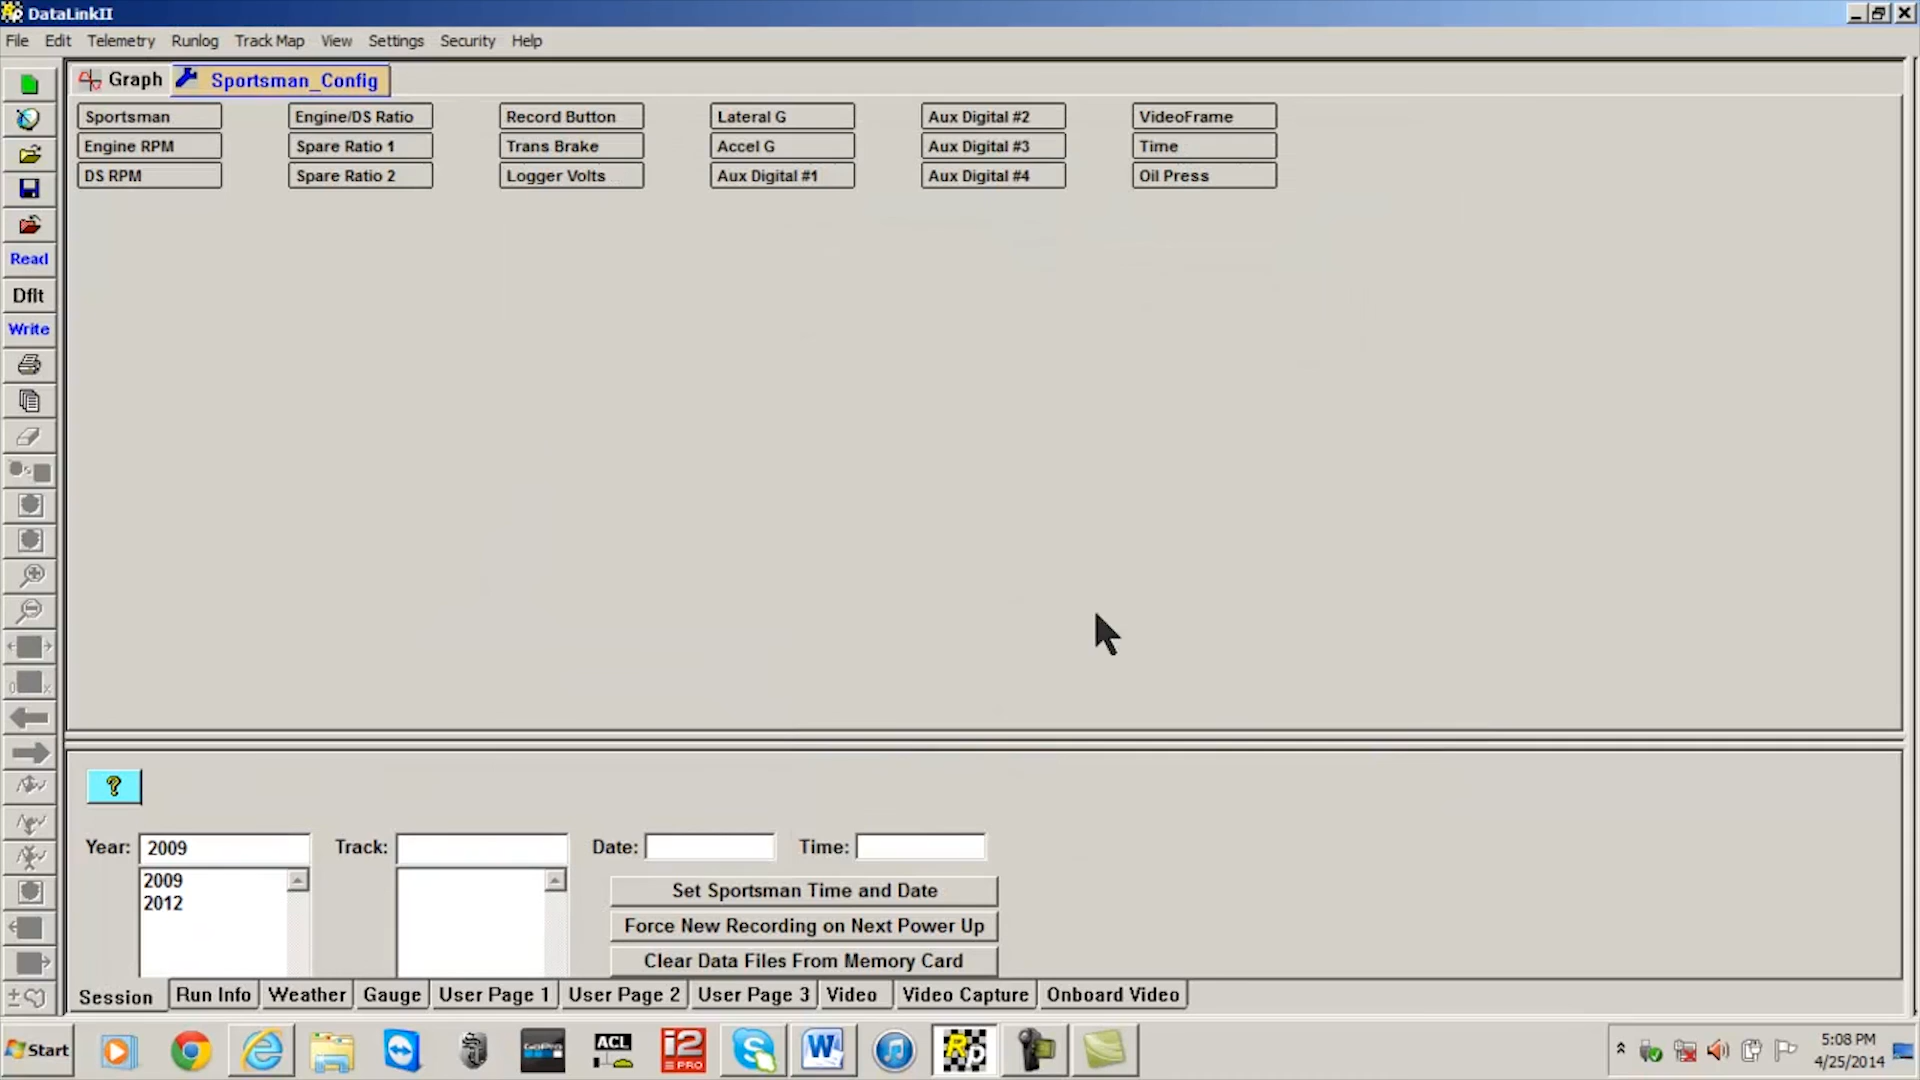 DataLinkII
File Edit Telemetry Runlog Track Map View Settings Security Help
Graph Sportsman_Config
Sportsman Engine/DS Ratio Record Button Lateral G Aux Digital #2 VideoFrame
Engine RPM Spare Ratio 1 Trans Brake Accel G Aux Digital #3 Time
DS RPM Spare Ratio 2 Logger Volts Aux Digital #1 Aux Digital #4 Oil Press
Read
Dflt
Write
?
Year: 2009 Track: Date: Time:
2009
2012
Set Sportsman Time and Date
Force New Recording on Next Power Up
Clear Data Files From Memory Card
Session Run Info Weather Gauge User Page 1 User Page 2 User Page 3 Video Video Capture Onboard Video
Start GoPro ACL i2 PRO S W Rp
5:08 PM
4/25/2014